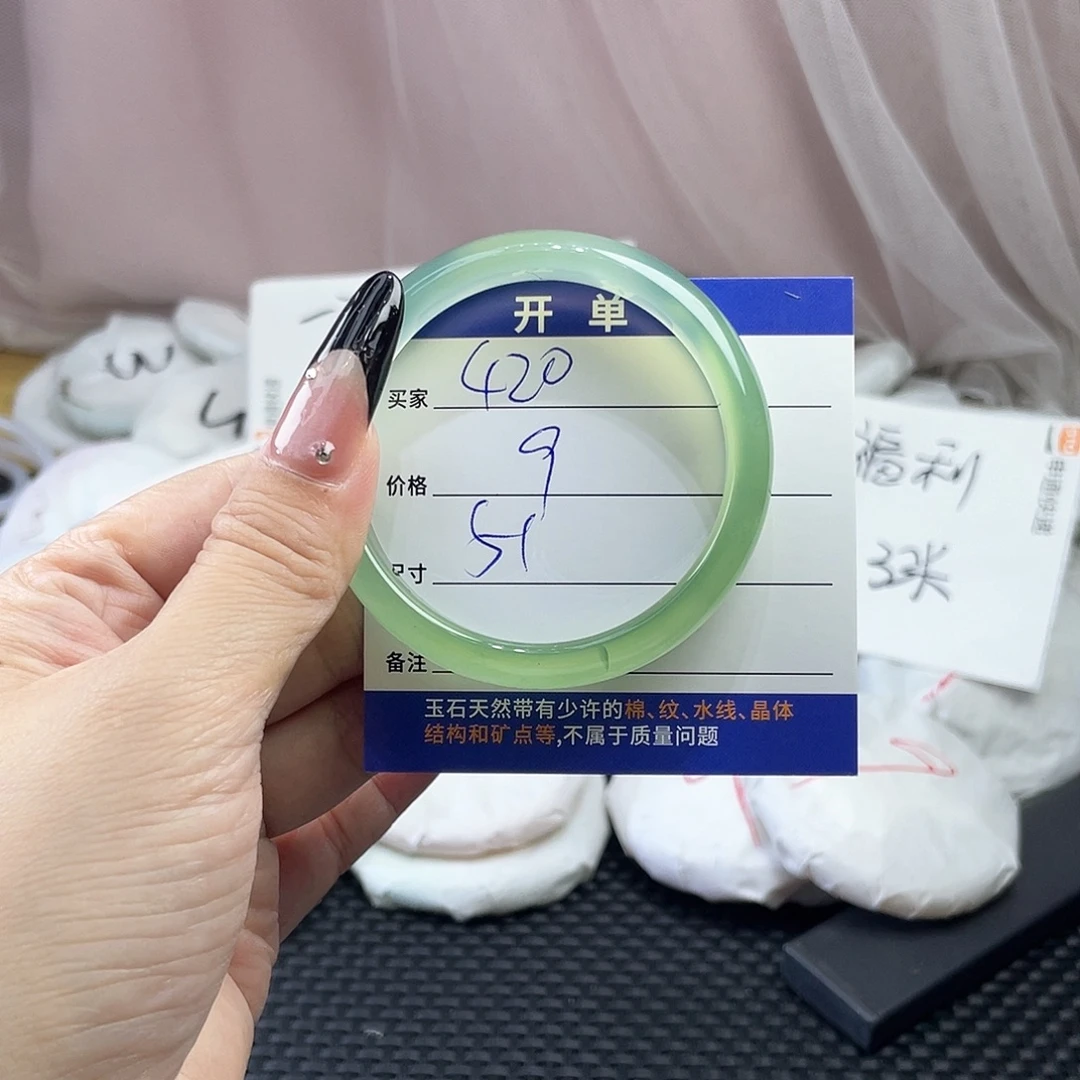 开单
买家 420
价格 9
尺寸 51
备注
玉石天然带有少许的棉、纹、水线、晶体
结构和矿点等,不属于质量问题
福利
3米
3
4